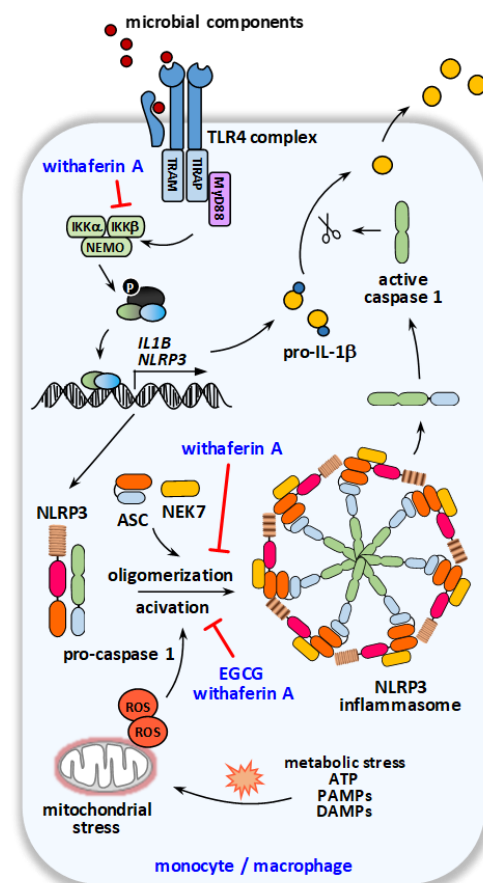 microbial components
TLR4 complex
TRAM
TIRAP
MyD88
withaferin A
IKKα
IKKβ
NEMO
P
active
caspase 1
IL1B
NLRP3
pro-IL-1β
withaferin A
NLRP3
ASC
NEK7
oligomerization
acivation
pro-caspase 1
EGCG
withaferin A
NLRP3
inflammasome
ROS
ROS
mitochondrial
stress
metabolic stress
ATP
PAMPs
DAMPs
monocyte / macrophage